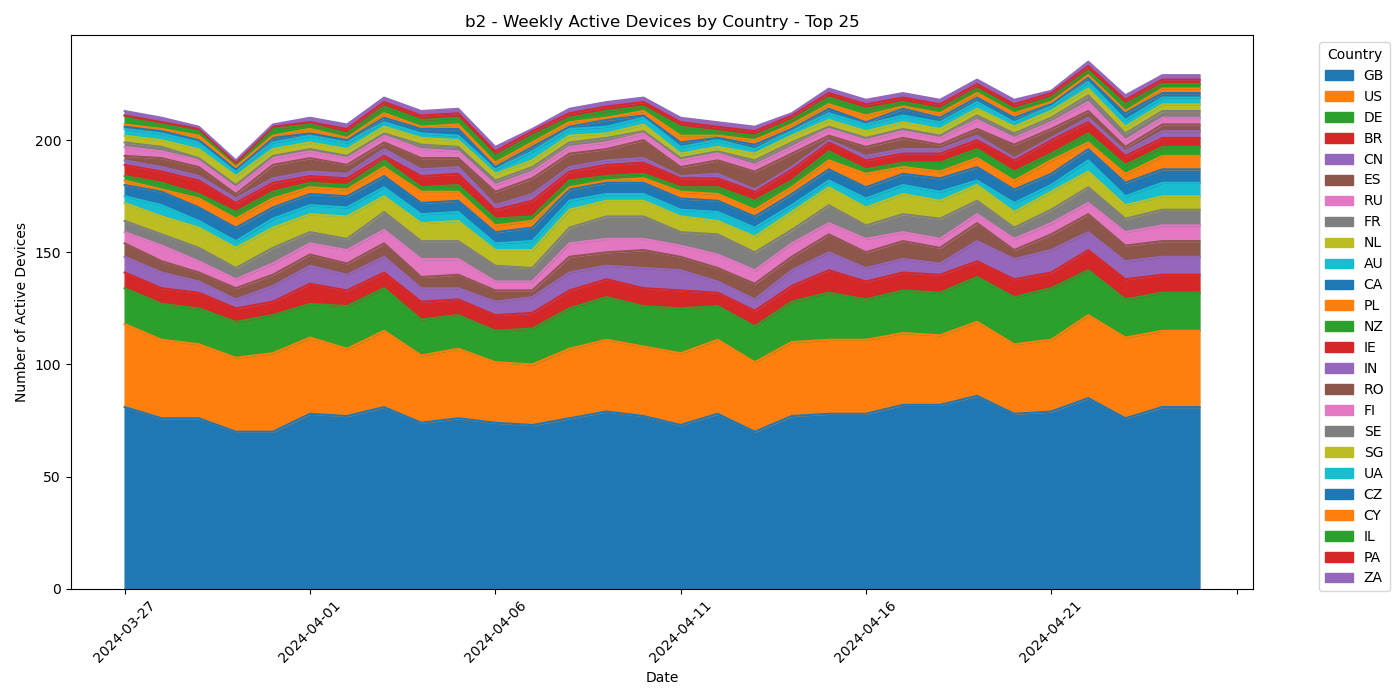 b2 - Weekly Active Devices by Country - Top 25
Number of Active Devices
200
150
100
50
0
2024-03-27
2024-04-01
2024-04-06
2024-04-11
2024-04-16
2024-04-21
Date
Country
GB
US
DE
BR
CN
ES
RU
FR
NL
AU
CA
PL
NZ
IE
IN
RO
FI
SE
SG
UA
CZ
CY
IL
PA
ZA